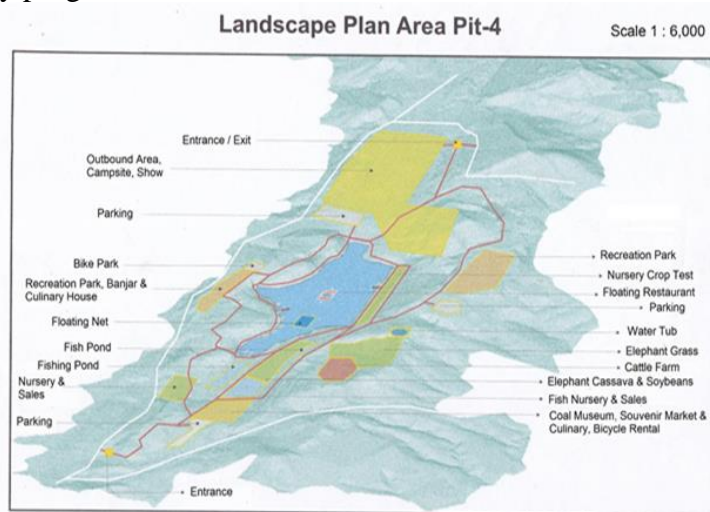 Landscape Plan Area Pit-4
Scale 1 : 6,000
Entrance / Exit
Outbound Area,
Campsite, Show
Parking
Bike Park
Recreation Park, Banjar &
Culinary House
Floating Net
Fish Pond
Fishing Pond
Nursery &
Sales
Parking
Entrance
Recreation Park
Nursery Crop Test
Floating Restaurant
Parking
Water Tub
Elephant Grass
Cattle Farm
Elephant Cassava & Soybeans
Fish Nursery & Sales
Coal Museum, Souvenir Market &
Culinary, Bicycle Rental